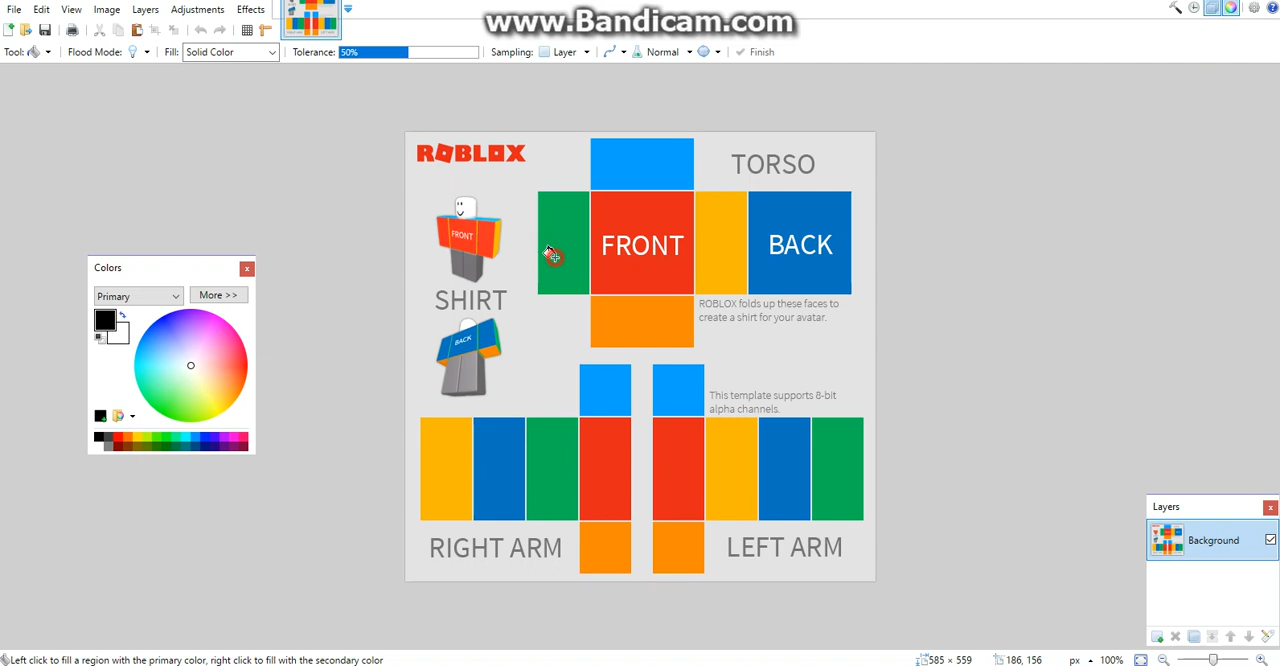 File Edit View Image Layers Adjustments Effects
www.Bandicam.com
Tool: Flood Mode: Fill: Solid Color Tolerance: 50% Sampling: Layer Normal Finish
ROBLOX
TORSO
FRONT
BACK
FRONT
SHIRT
ROBLOX folds up these faces to
create a shirt for your avatar.
BACK
This template supports 8-bit
alpha channels.
RIGHT ARM
LEFT ARM
Colors
Primary
More >>
Layers
Background
Left click to fill a region with the primary color, right click to fill with the secondary color
585 × 559
186, 156
px
100%